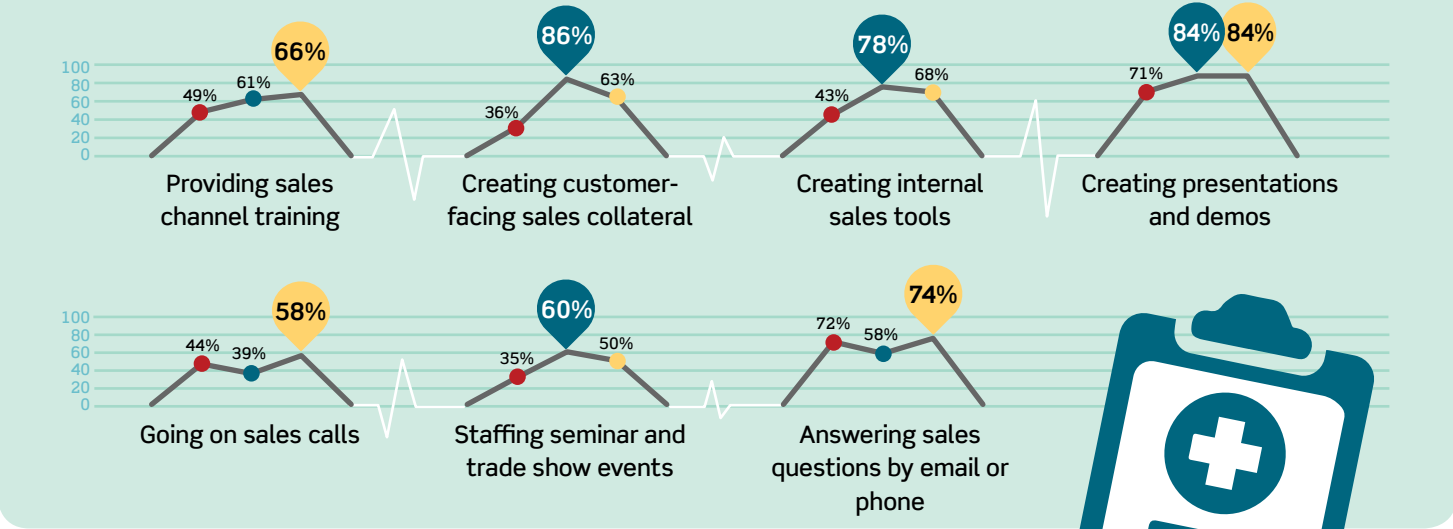 66%
86%
78%
84% 84%
49% 61%
36% 63%
43% 68%
71%
100
80
60
40
20
0
Providing sales
channel training
Creating customer-
facing sales collateral
Creating internal
sales tools
Creating presentations
and demos
58%
60%
74%
44% 39%
35% 50%
72% 58%
100
80
60
40
20
0
Going on sales calls
Staffing seminar and
trade show events
Answering sales
questions by email or
phone